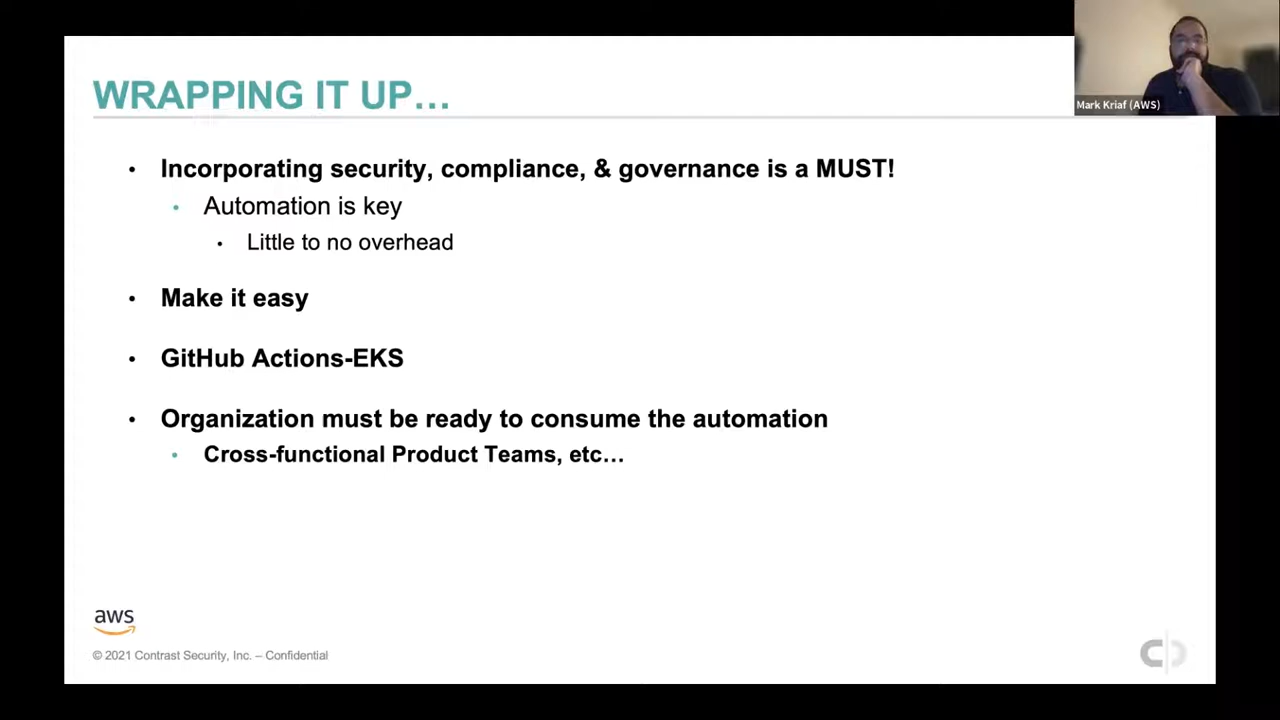 WRAPPING IT UP…
Mark Kriaf (AWS)
• Incorporating security, compliance, & governance is a MUST!
• Automation is key
• Little to no overhead
• Make it easy
• GitHub Actions-EKS
• Organization must be ready to consume the automation
• Cross-functional Product Teams, etc…
aws
© 2021 Contrast Security, Inc. – Confidential